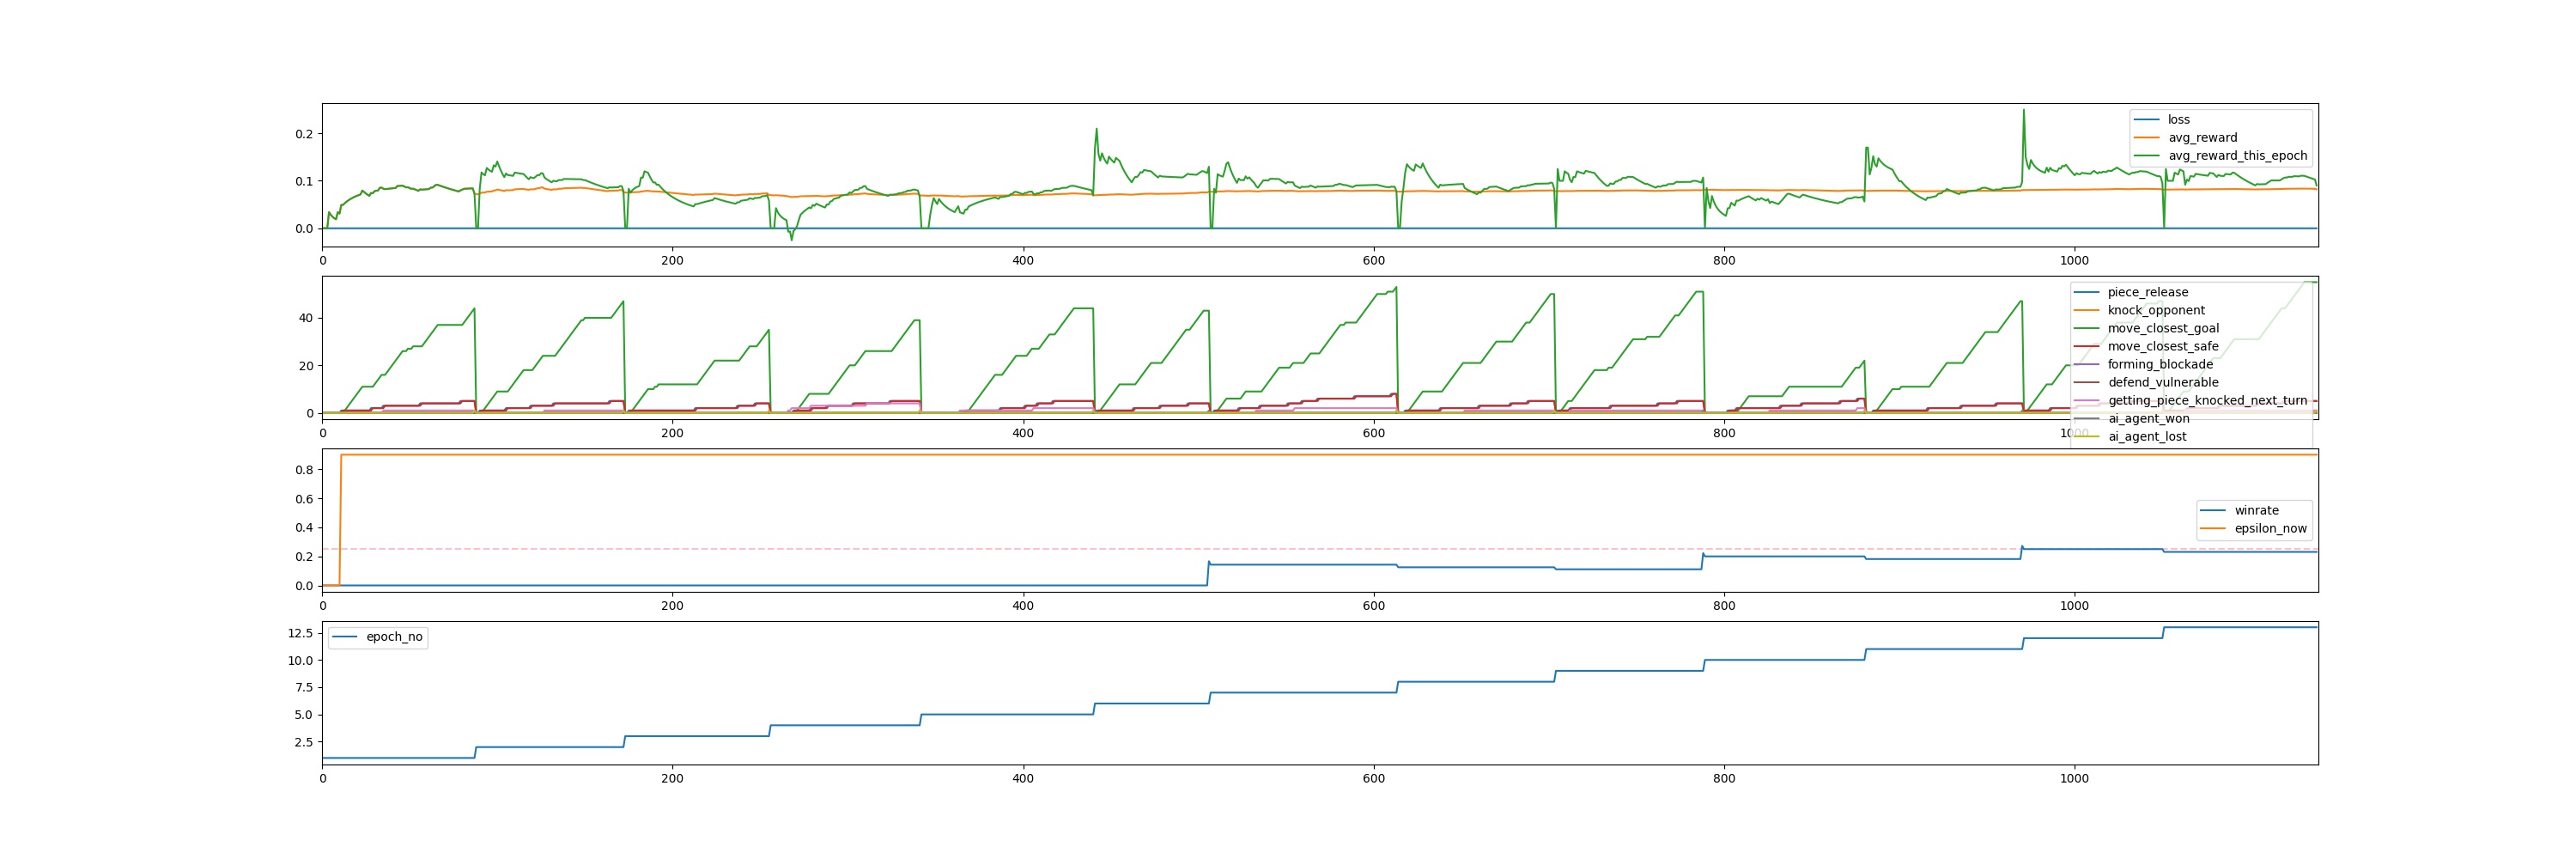 0.2
0.1
0.0
loss
avg_reward
avg_reward_this_epoch
0 200 400 600 800 1000
40
20
0
piece_release
knock_opponent
move_closest_goal
move_closest_safe
forming_blockade
defend_vulnerable
getting_piece_knocked_next_turn
ai_agent_won
ai_agent_lost
0 200 400 600 800 1000
0.8
0.6
0.4
0.2
0.0
winrate
epsilon_now
0 200 400 600 800 1000
12.5
10.0
7.5
5.0
2.5
epoch_no
0 200 400 600 800 1000